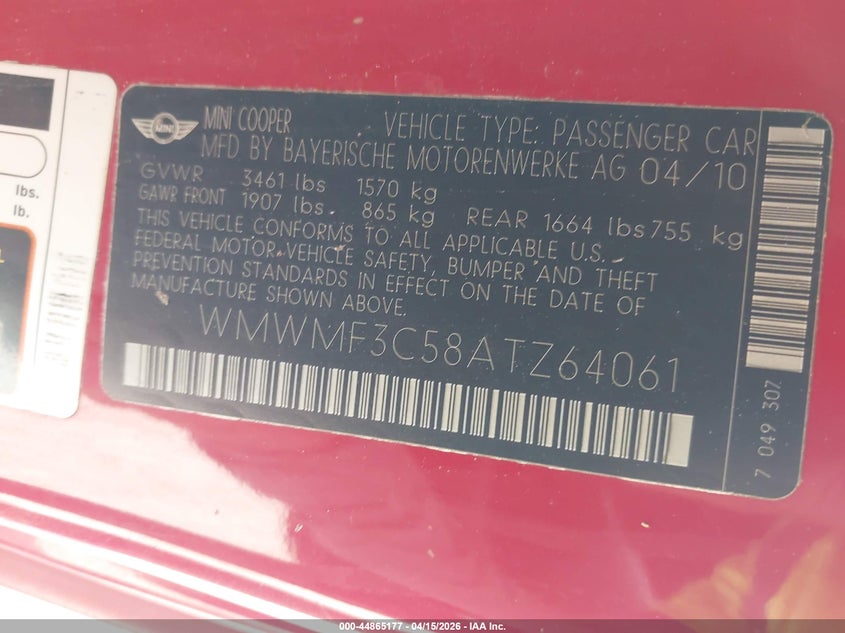 MINI
MINI COOPER
VEHICLE TYPE: PASSENGER CAR
MFD BY BAYERISCHE MOTORENWERKE AG 04/10
GVWR 3461 lbs 1570 kg
GAWR FRONT 1907 lbs 865 kg REAR 1664 lbs 755 kg
THIS VEHICLE CONFORMS TO ALL APPLICABLE U.S.
FEDERAL MOTOR-VEHICLE SAFETY, BUMPER AND THEFT
PREVENTION STANDARDS IN EFFECT ON THE DATE OF
MANUFACTURE SHOWN ABOVE.
WMWMF3C58ATZ64061
7 049 307
lbs.
lb.
000-44865177 - 04/15/2026 - IAA Inc.